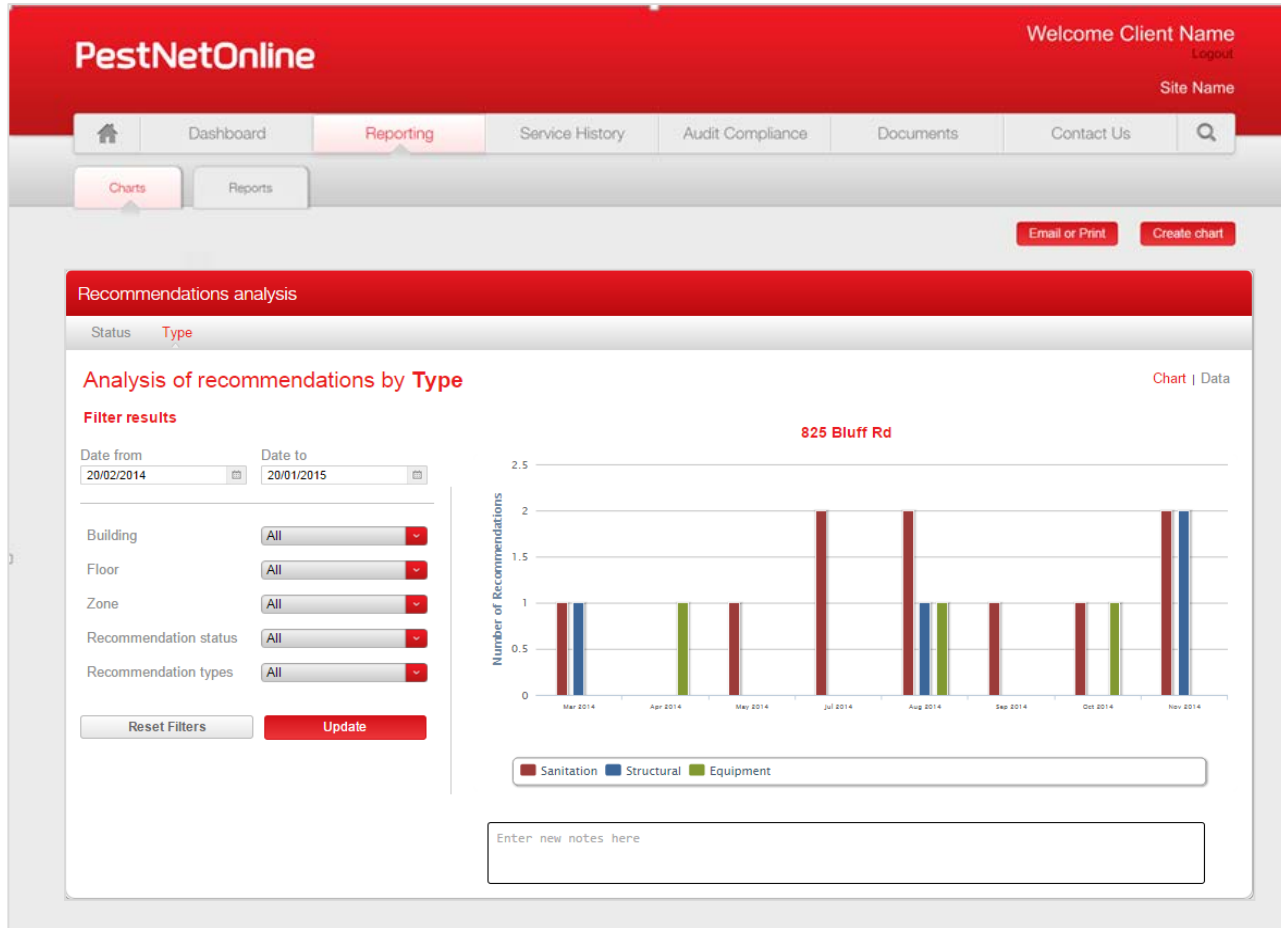 PestNetOnline
Welcome Client Name
Logout
Site Name
Dashboard Reporting Service History Audit Compliance Documents Contact Us
Charts Reports
Email or Print Create chart
Recommendations analysis
Status Type
Analysis of recommendations by Type
Chart | Data
Filter results
Date from Date to
20/02/2014 20/01/2015
Building All
Floor All
Zone All
Recommendation status All
Recommendation types All
Reset Filters Update
825 Bluff Rd
Number of Recommendations
2.5
2
1.5
1
0.5
0
Mar 2014 Apr 2014 May 2014 Jul 2014 Aug 2014 Sep 2014 Oct 2014 Nov 2014
Sanitation Structural Equipment
Enter new notes here